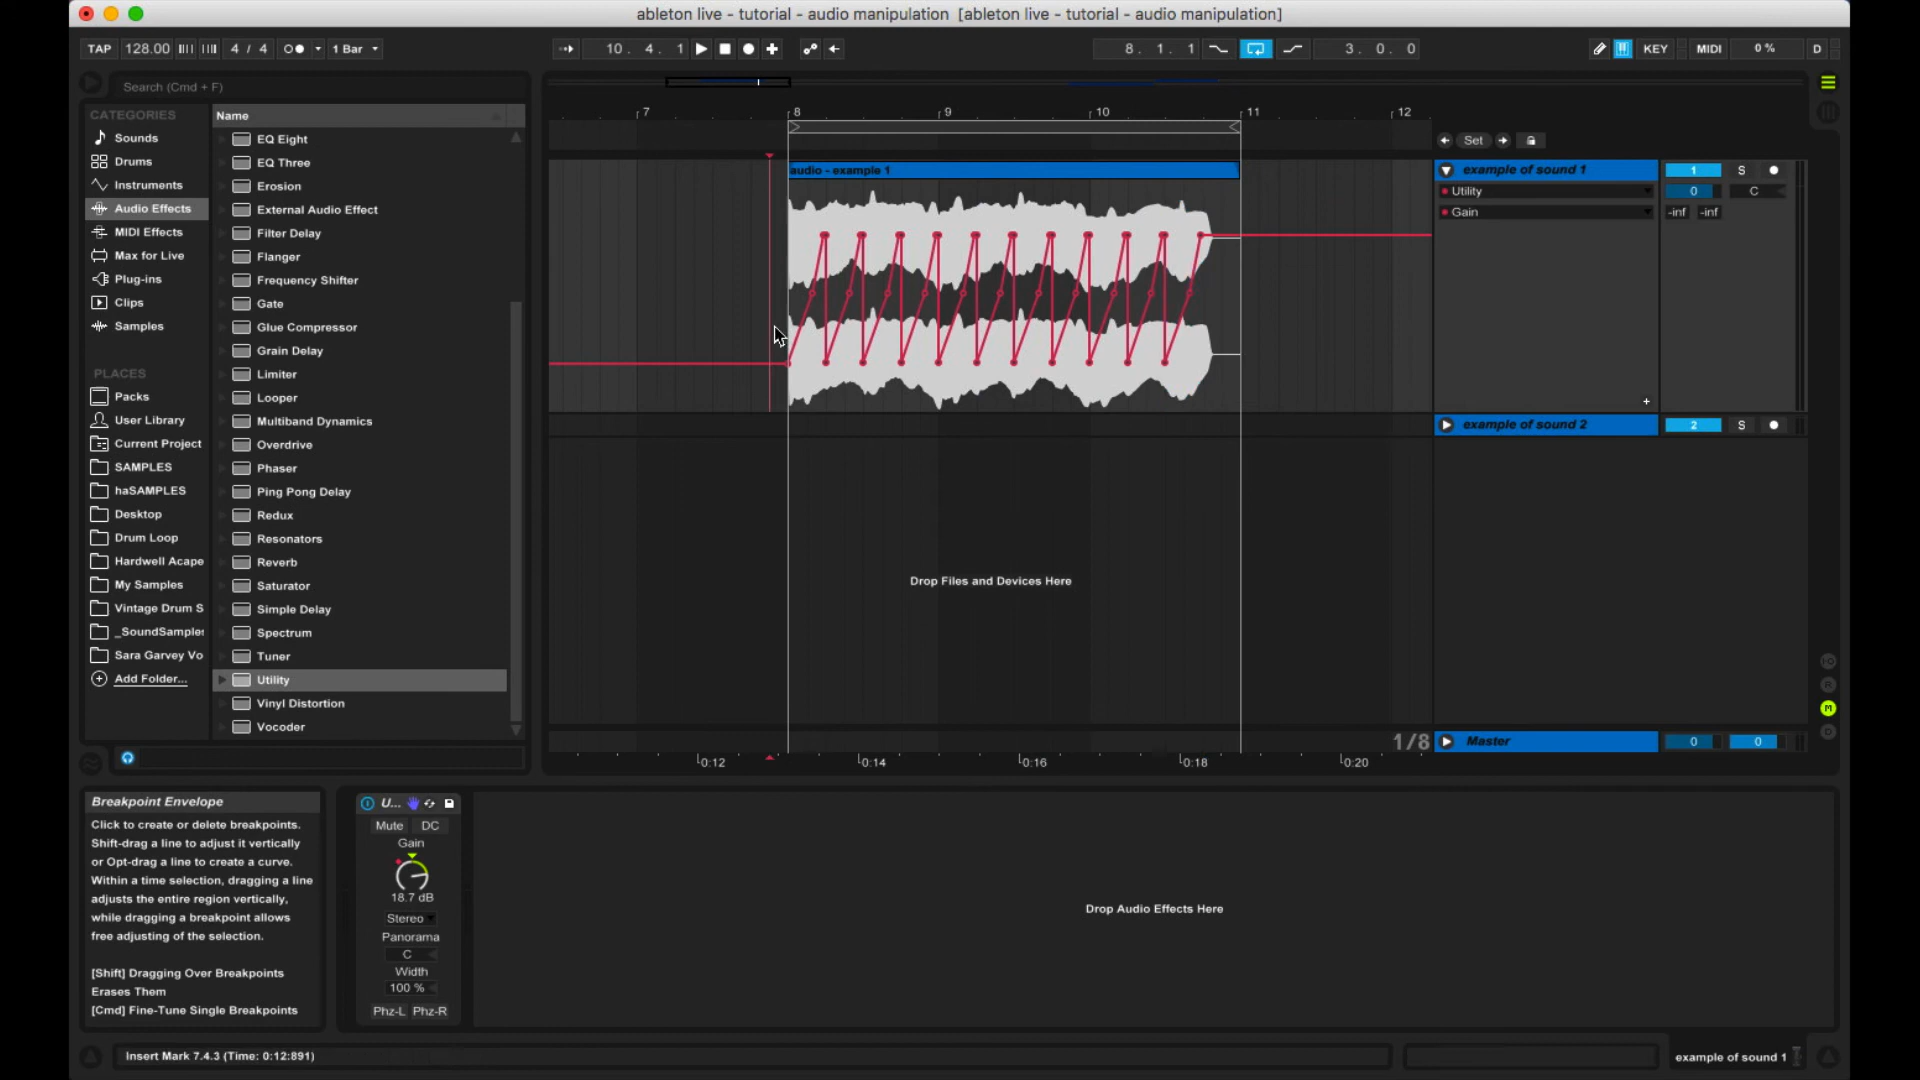 ableton live - tutorial - audio manipulation [ableton live - tutorial - audio manipulation]
TAP 128.00 4 / 4 1 Bar 10. 4. 1 8. 1. 1 3. 0. 0 KEY MIDI 0 % D
Search (Cmd + F)
CATEGORIES
Sounds
Drums
Instruments
Audio Effects
MIDI Effects
Max for Live
Plug-ins
Clips
Samples
PLACES
Packs
User Library
Current Project
SAMPLES
haSAMPLES
Desktop
Drum Loop
Hardwell Acape
My Samples
Vintage Drum S
_SoundSamples
Sara Garvey Vo
Add Folder...
Name
EQ Eight
EQ Three
Erosion
External Audio Effect
Filter Delay
Flanger
Frequency Shifter
Gate
Glue Compressor
Grain Delay
Limiter
Looper
Multiband Dynamics
Overdrive
Phaser
Ping Pong Delay
Redux
Resonators
Reverb
Saturator
Simple Delay
Spectrum
Tuner
Utility
Vinyl Distortion
Vocoder
7 8 9 10 11 12
Set
audio - example 1
example of sound 1 1 S
Utility 0 C
Gain -inf -inf
example of sound 2 2 S
Drop Files and Devices Here
1/8 Master 0 0
0:12 0:14 0:16 0:18 0:20
M
R
Breakpoint Envelope
Click to create or delete breakpoints.
Shift-drag a line to adjust it vertically
or Opt-drag a line to create a curve.
Within a time selection, dragging a line
adjusts the entire region vertically,
while dragging a breakpoint allows
free adjusting of the selection.
[Shift] Dragging Over Breakpoints
Erases Them
[Cmd] Fine-Tune Single Breakpoints
U...
Mute DC
Gain
18.7 dB
Stereo
Panorama
C
Width
100 %
Phz-L Phz-R
Drop Audio Effects Here
Insert Mark 7.4.3 (Time: 0:12:891)
example of sound 1